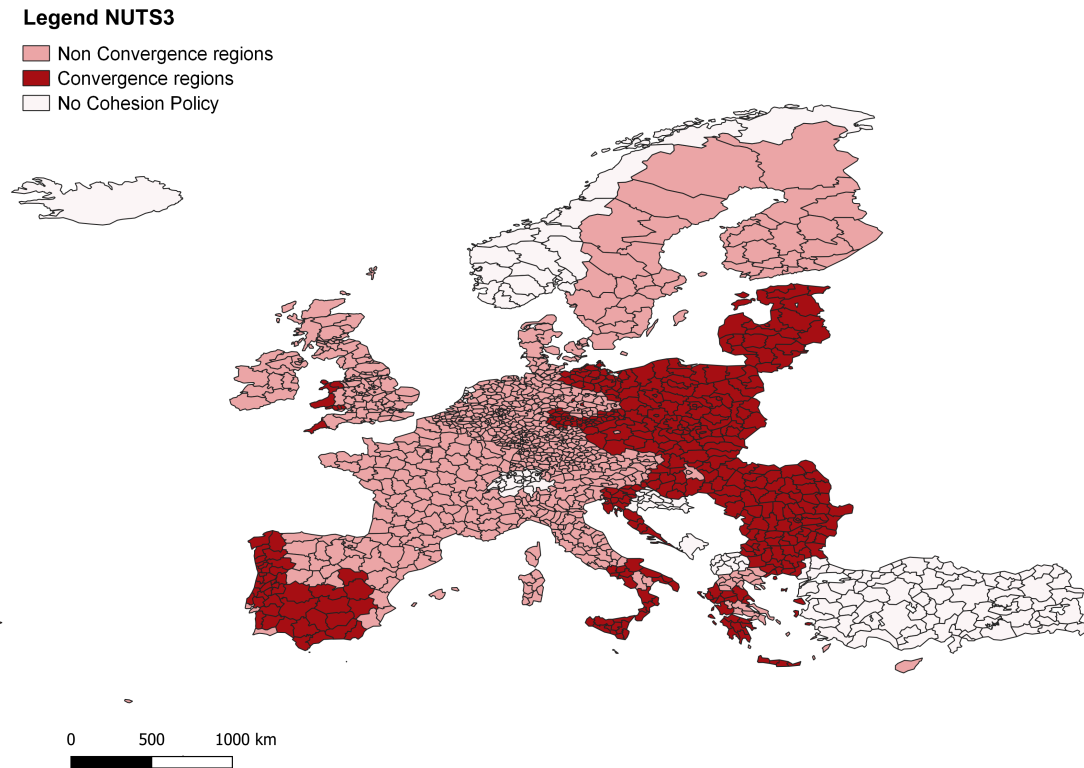 Legend NUTS3
Non Convergence regions
Convergence regions
No Cohesion Policy
0 500 1000 km